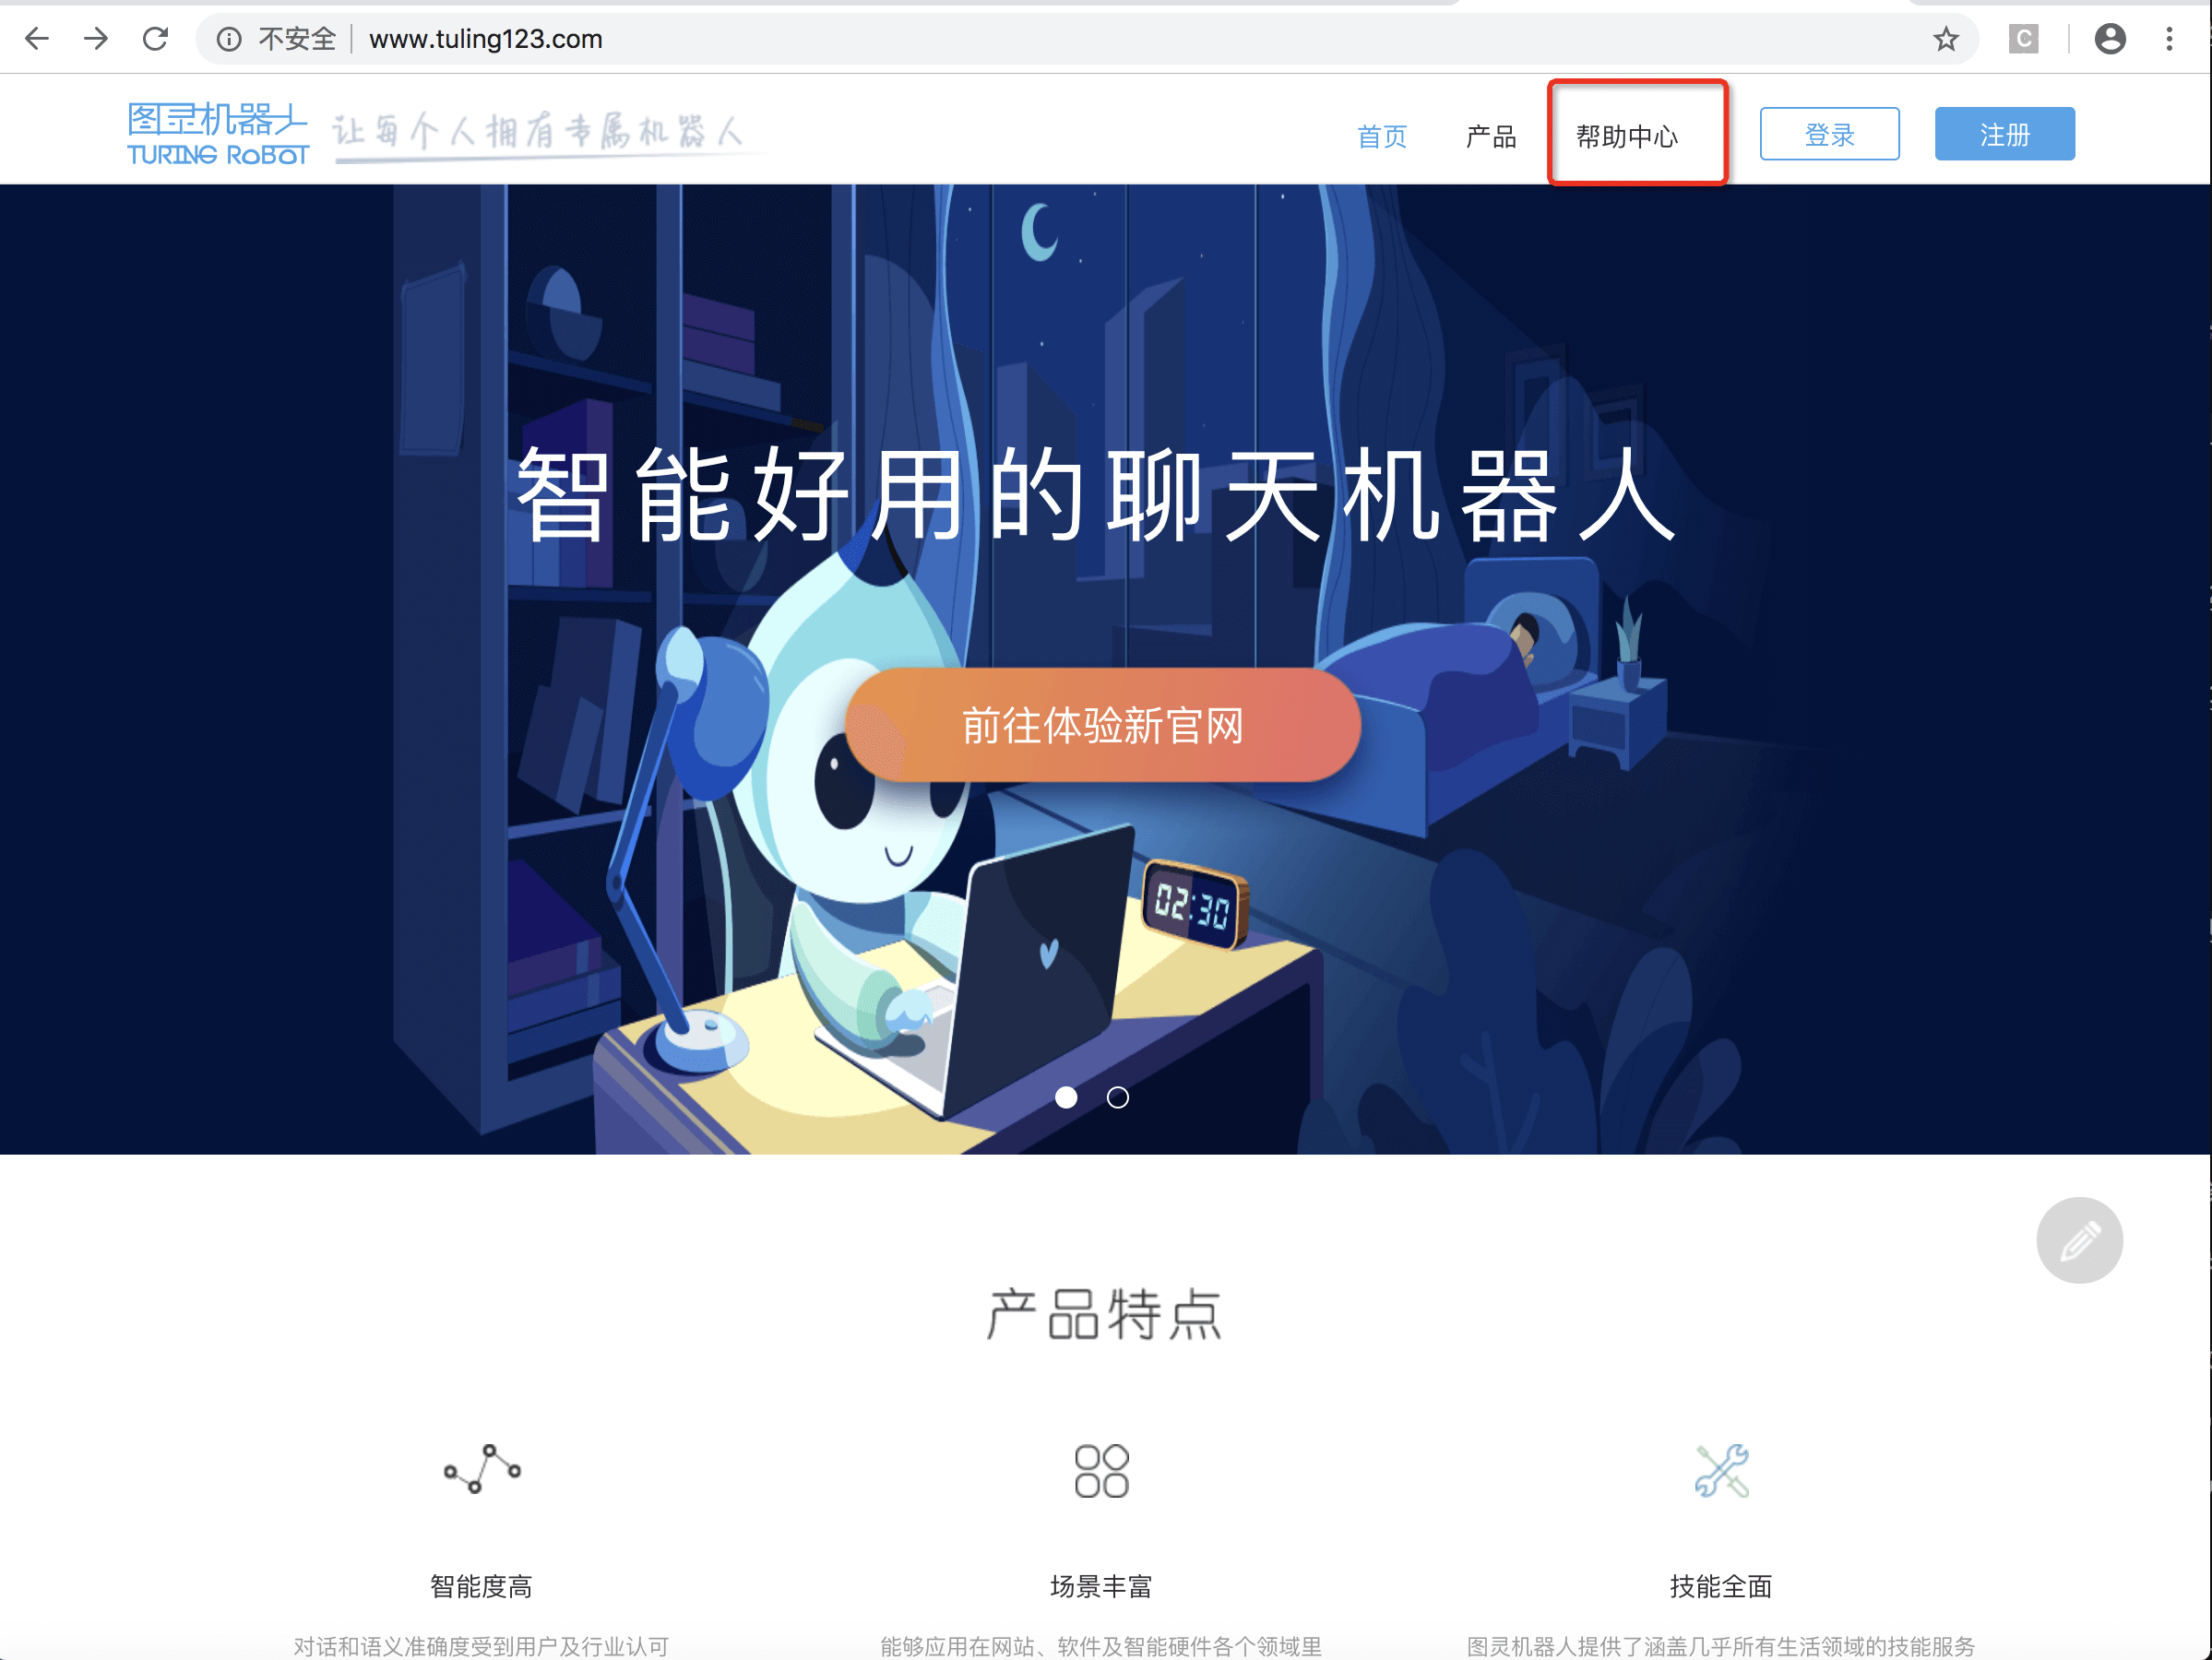 不安全 www.tuling123.com
C
图灵机器人 让每个人拥有专属机器人
TURING ROBOT
首页 产品 帮助中心 登录 注册
智能好用的聊天机器人
前往体验新官网
02:30
产品特点
智能度高 场景丰富 技能全面
对话和语义准确度受到用户及行业认可 能够应用在网站、软件及智能硬件各个领域里 图灵机器人提供了涵盖几乎所有生活领域的技能服务